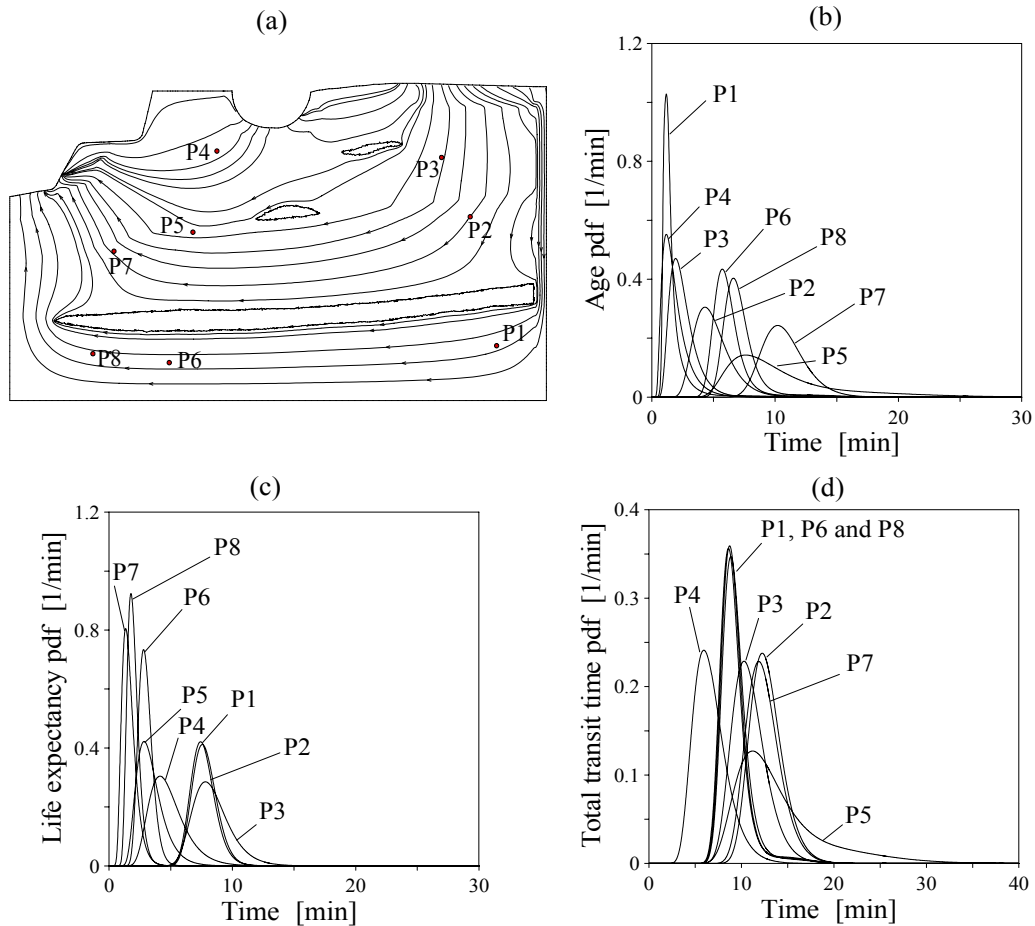 (a)
P4
P3
P5
P2
P7
P1
P8
P6
(b)
1.2
0.8
0.4
0
Age pdf [1/min]
P1
P4
P3
P6
P8
P2
P7
P5
0
10
20
30
Time [min]
(c)
1.2
0.8
0.4
0
Life expectancy pdf [1/min]
P8
P7
P6
P5
P4
P1
P2
P3
0
10
20
30
Time [min]
(d)
0.4
0.3
0.2
0.1
0
Total transit time pdf [1/min]
P1, P6 and P8
P4
P3
P2
P7
P5
0
10
20
30
40
Time [min]